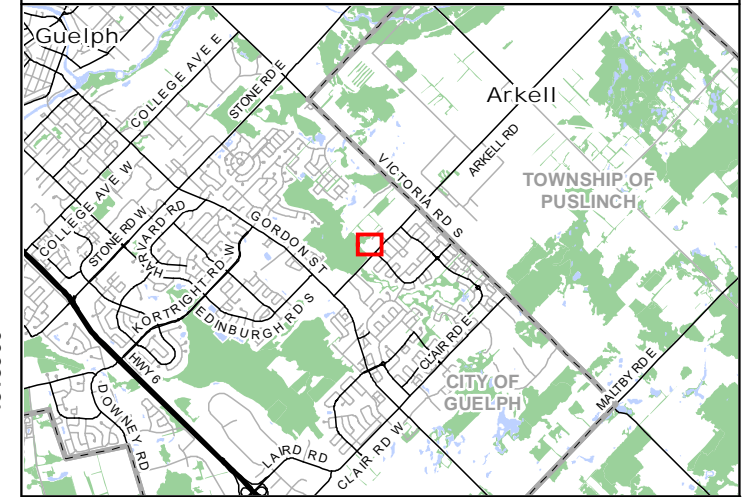 Guelph
COLLEGE AVE E
STONE RD E
Arkell
ARKELL RD
VICTORIA RD S
TOWNSHIP OF
PUSLINCH
COLLEGE AVE W
STONE RD W
HARVARD RD
GORDON ST
KORTRIGHT RD W
EDINBURGH RD S
HWY 6
CLAIR RD E
CITY OF
GUELPH
MALTBY RD E
DOWNEY RD
LAIRD RD
CLAIR RD W